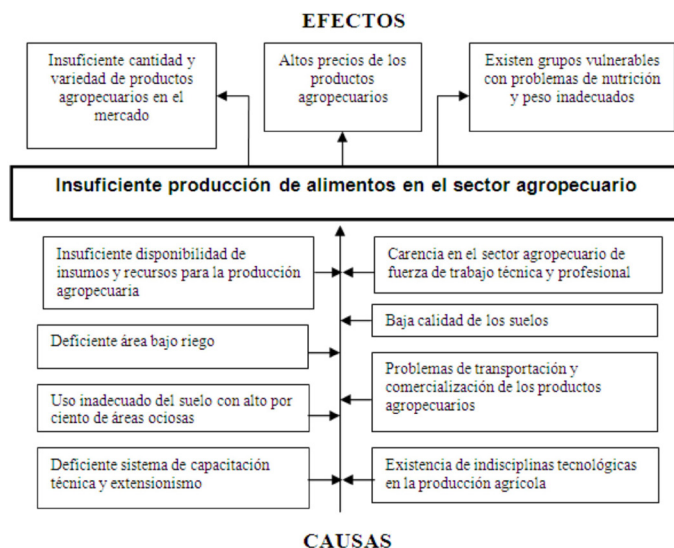 EFECTOS
Insuficiente cantidad y
variedad de productos
agropecuarios en el
mercado
Altos precios de los
productos
agropecuarios
Existen grupos vulnerables
con problemas de nutrición
y peso inadecuados
Insuficiente producción de alimentos en el sector agropecuario
Insuficiente disponibilidad de
insumos y recursos para la producción
agropecuaria
Carencia en el sector agropecuario de
fuerza de trabajo técnica y profesional
Deficiente área bajo riego
Baja calidad de los suelos
Uso inadecuado del suelo con alto por
ciento de áreas ociosas
Problemas de transportación y
comercialización de los productos
agropecuarios
Deficiente sistema de capacitación
técnica y extensionismo
Existencia de indisciplinas tecnológicas
en la producción agrícola
CAUSAS